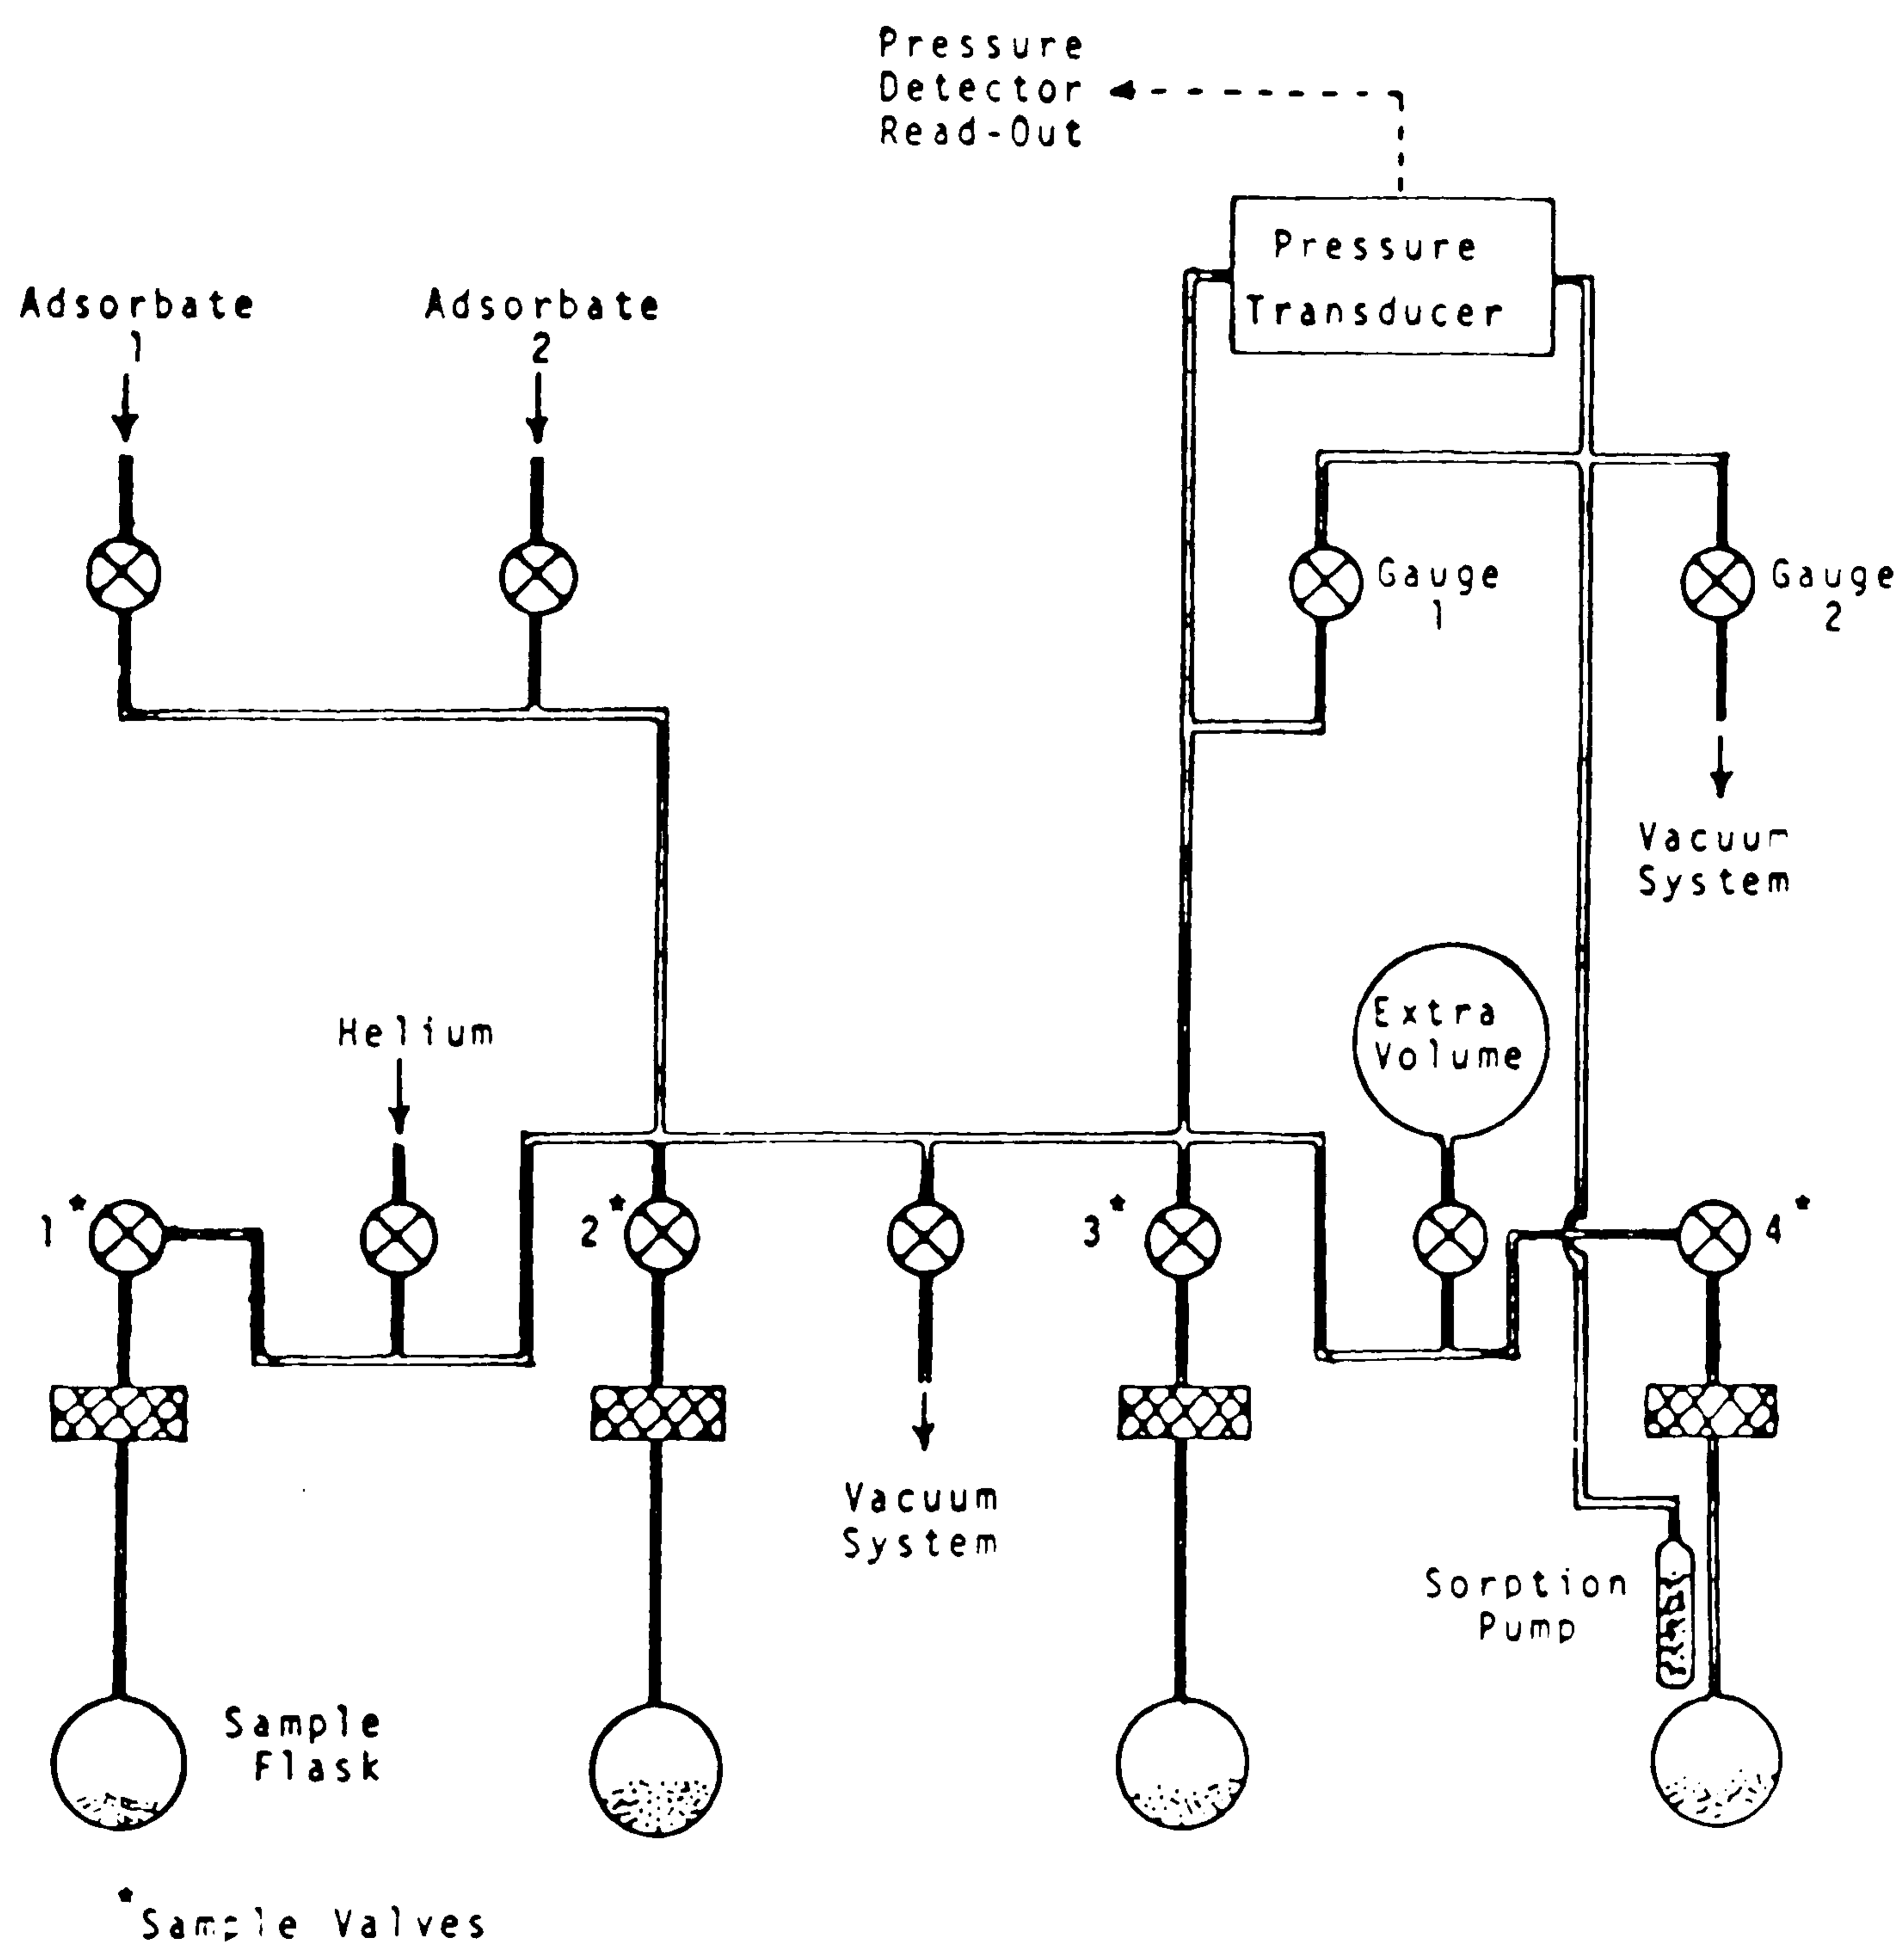 Pressure
Detector
Read-Out
Pressure
Transducer
Adsorbate
1
Adsorbate
2
Gauge
1
Gauge
2
Vacuum
System
Extra
Volume
Helium
1*
2*
3*
4*
Vacuum
System
Sorption
Pump
Sample
Flask
*Sample Valves